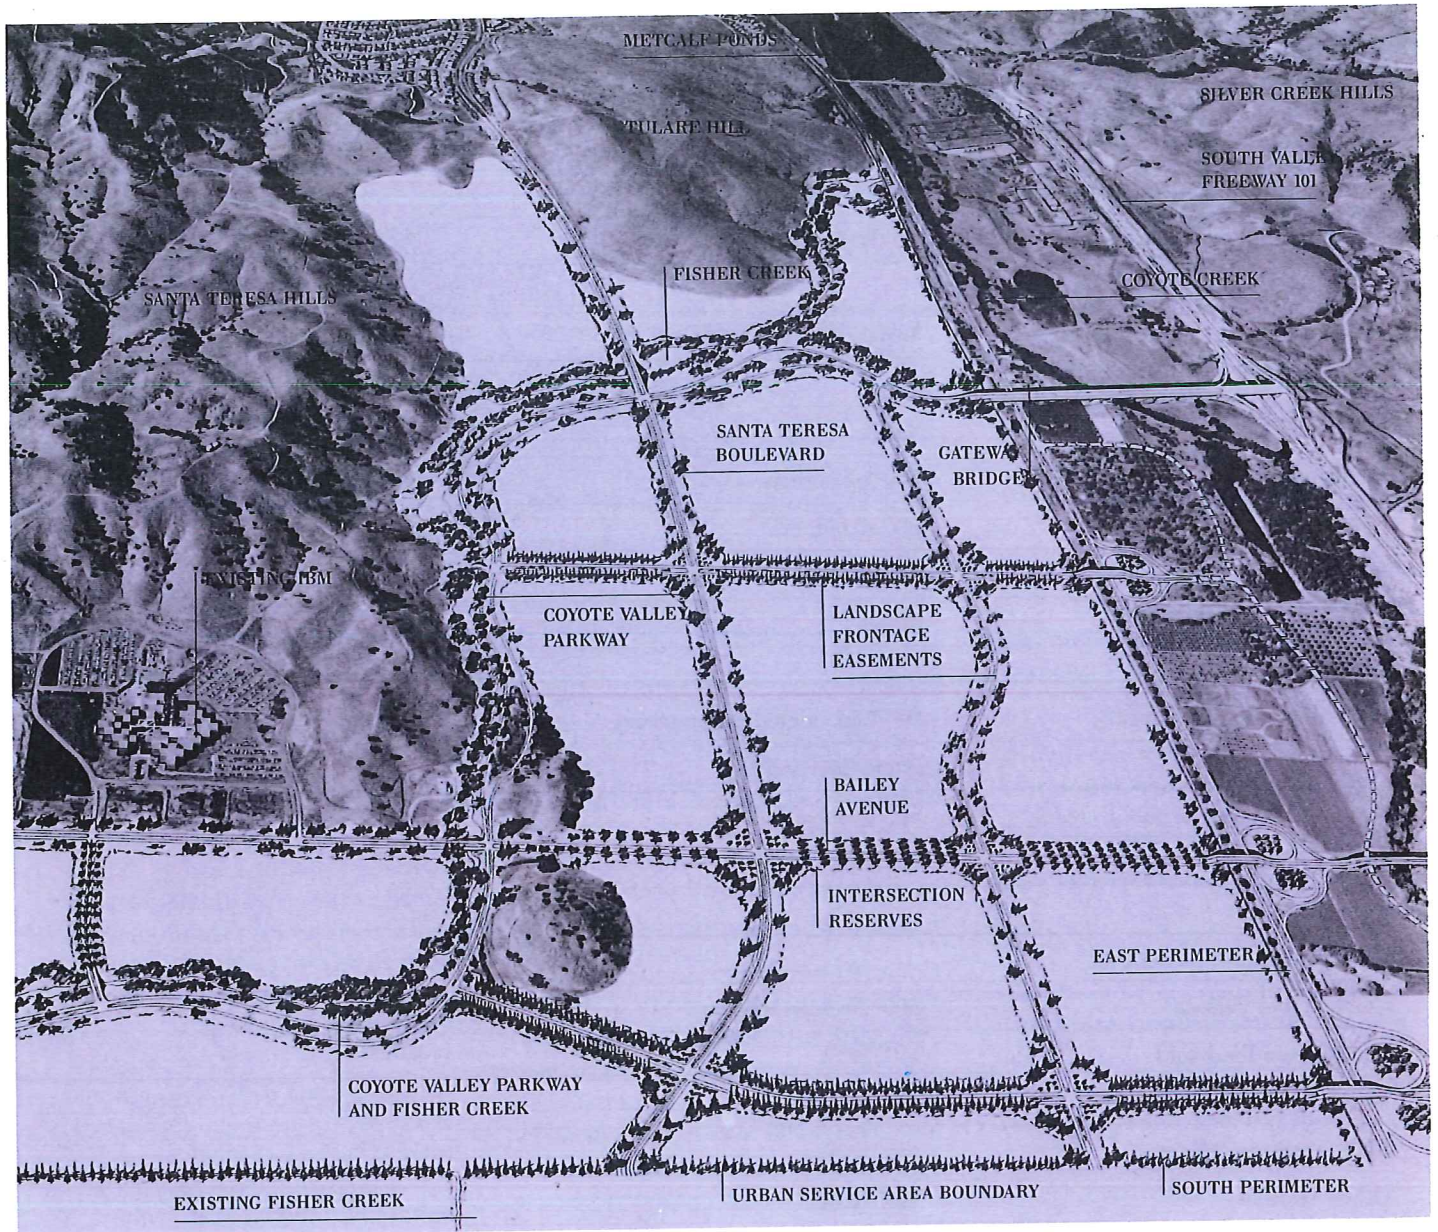 METCALF PONDS
SILVER CREEK HILLS
TULARE HILL
SOUTH VALLEY
FREEWAY 101
FISHER CREEK
COYOTE CREEK
SANTA TERESA HILLS
SANTA TERESA
BOULEVARD
GATEWAY
BRIDGE
EXISTING IBM
COYOTE VALLEY
PARKWAY
LANDSCAPE
FRONTAGE
EASEMENTS
BAILEY
AVENUE
INTERSECTION
RESERVES
EAST PERIMETER
COYOTE VALLEY PARKWAY
AND FISHER CREEK
EXISTING FISHER CREEK
URBAN SERVICE AREA BOUNDARY
SOUTH PERIMETER